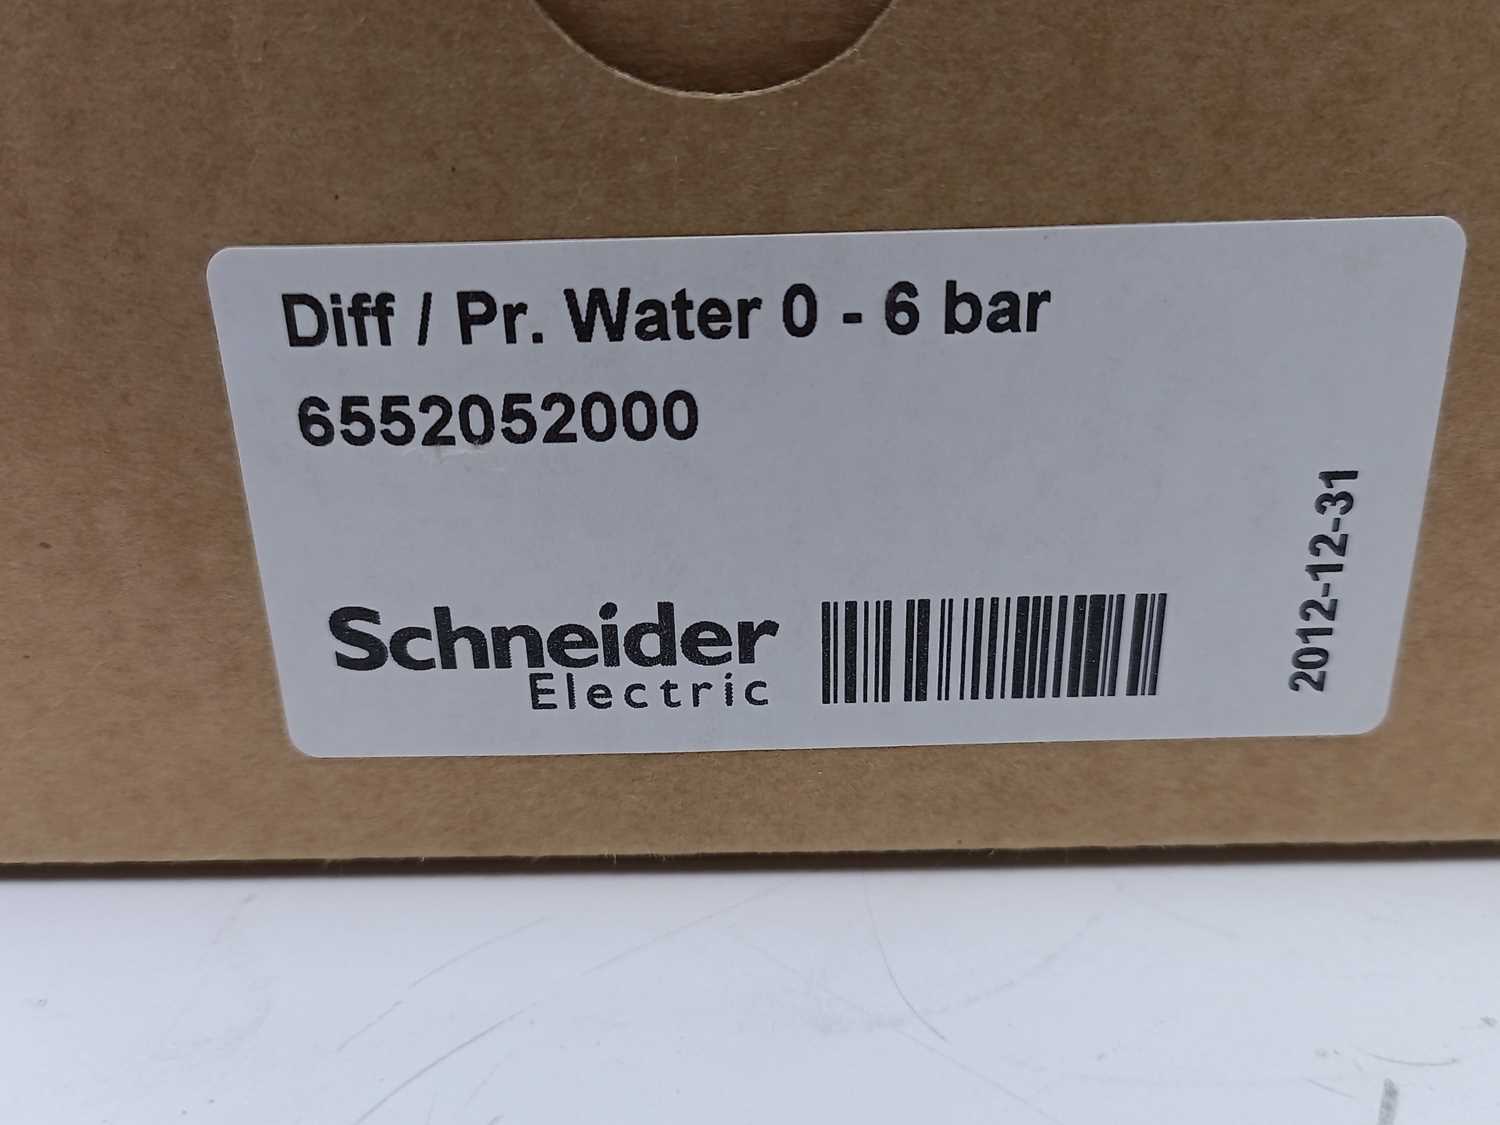 Diff / Pr. Water 0 - 6 bar
6552052000
Schneider
Electric
2012-12-31